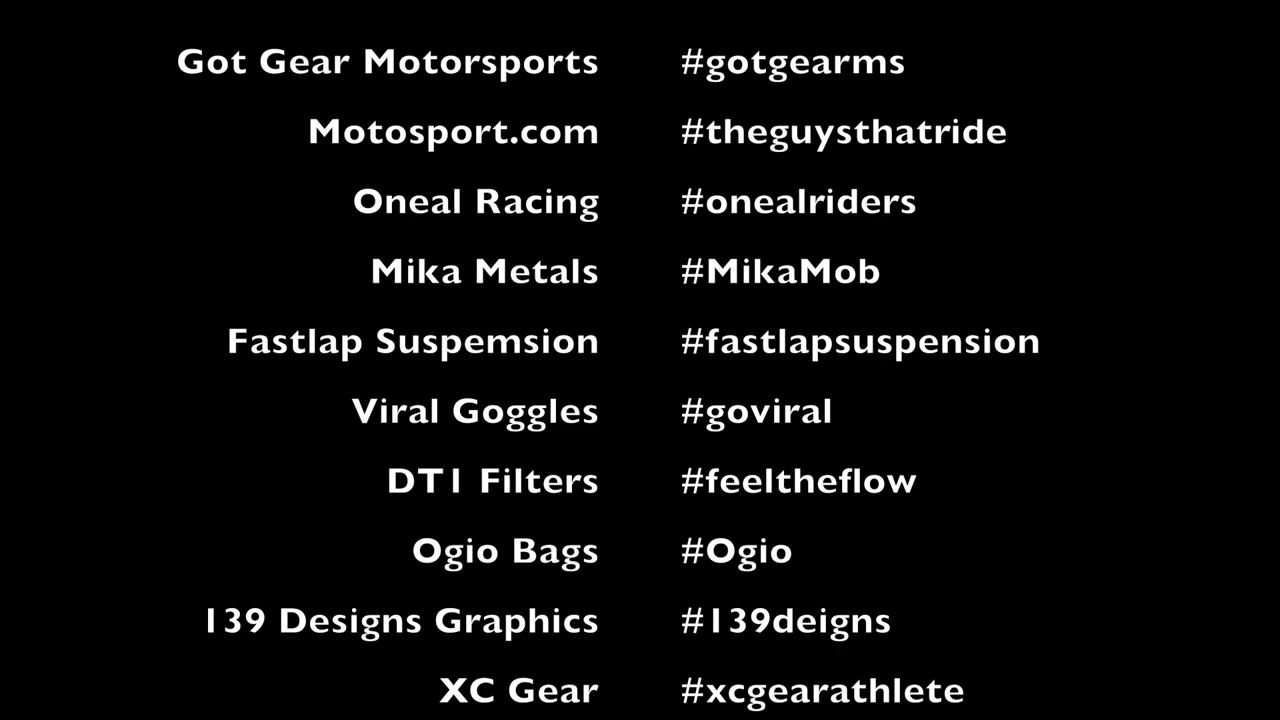 Got Gear Motorsports #gotgearms
Motosport.com #theguysthatride
Oneal Racing #onealriders
Mika Metals #MikaMob
Fastlap Suspemsion #fastlapsuspension
Viral Goggles #goviral
DT1 Filters #feeltheflow
Ogio Bags #Ogio
139 Designs Graphics #139deigns
XC Gear #xcgearathlete